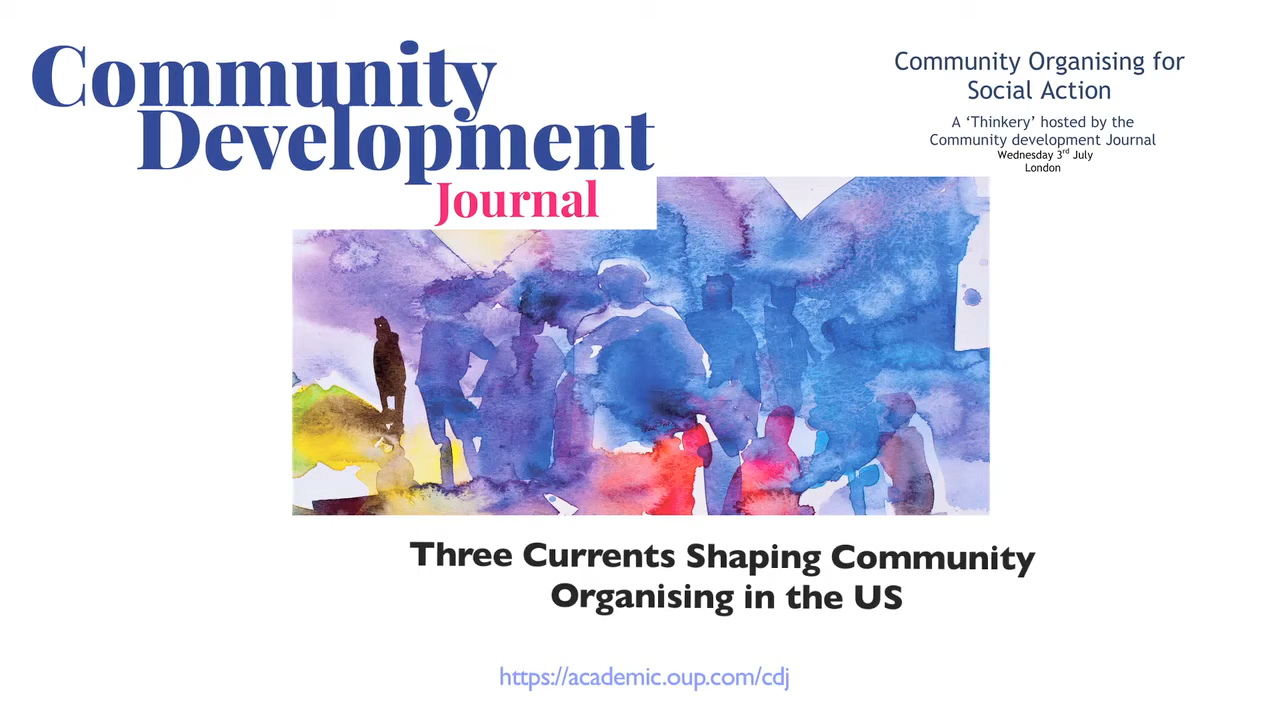 Community
Development
Journal
Community Organising for
Social Action
A ‘Thinkery’ hosted by the
Community development Journal
Wednesday 3rd July
London
Three Currents Shaping Community
Organising in the US
https://academic.oup.com/cdj